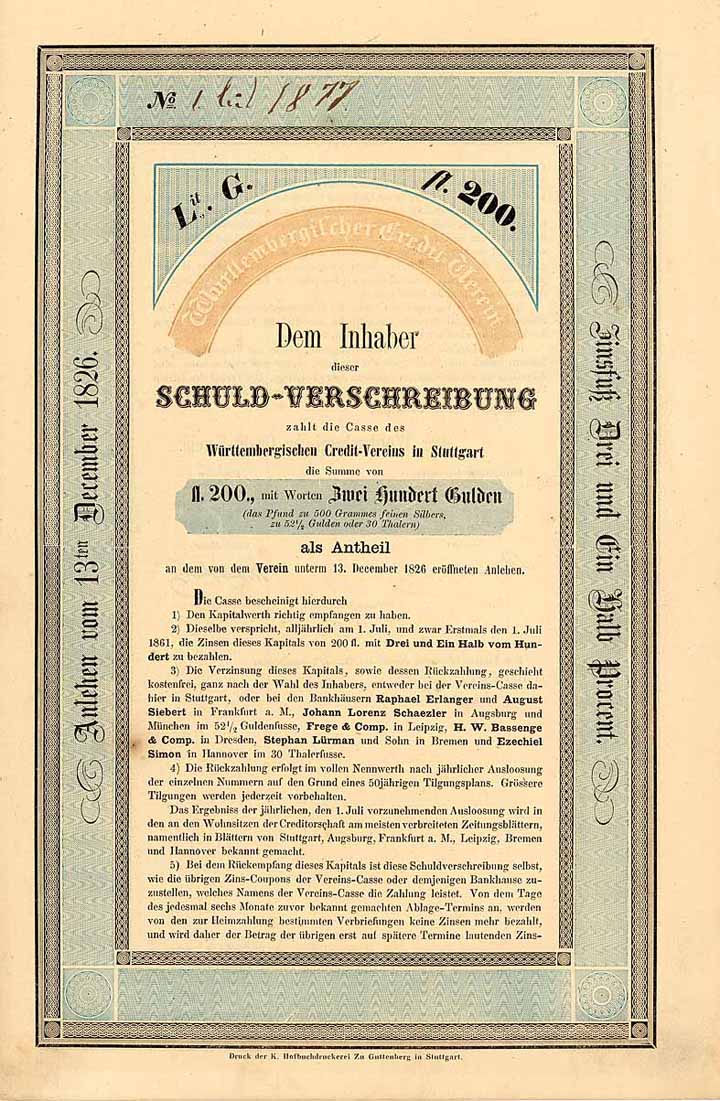 No 1 bis 1877
Lit. G. fl. 200.
Württembergischer Credit-Verein
Anlehen vom 13ten December 1826.
Zinsfuß Drei und Ein Halb Procent.
Dem Inhaber
dieser
SCHULD-VERSCHREIBUNG
zahlt die Casse des
Württembergischen Credit-Vereins in Stuttgart
die Summe von
fl. 200., mit Worten Zwei Hundert Gulden
(das Pfund zu 500 Grammes feinen Silbers,
zu 52½ Gulden oder 30 Thalern)
als Antheil
an dem von dem Verein unterm 13. December 1826 eröffneten Anlehen.
Die Casse bescheinigt hierdurch
1) Den Kapitalwerth richtig empfangen zu haben.
2) Dieselbe verspricht, alljährlich am 1. Juli, und zwar Erstmals den 1. Juli
1861, die Zinsen dieses Kapitals von 200 fl. mit Drei und Ein Halb vom Hun-
dert zu bezahlen.
3) Die Verzinsung dieses Kapitals, sowie dessen Rückzahlung, geschieht
kostenfrei, ganz nach der Wahl des Inhabers, entweder bei der Vereins-Casse da-
hier in Stuttgart, oder bei den Bankhäusern Raphael Erlanger und August
Siebert in Frankfurt a. M., Johann Lorenz Schaezler in Augsburg und
München im 52½ Guldenfusse, Frege & Comp. in Leipzig, H. W. Bassenge
& Comp. in Dresden, Stephan Lürman und Sohn in Bremen und Ezechiel
Simon in Hannover im 30 Thalerfusse.
4) Die Rückzahlung erfolgt im vollen Nennwerth nach jährlicher Ausloosung
der einzelnen Nummern auf den Grund eines 50jährigen Tilgungsplans. Grössere
Tilgungen werden jederzeit vorbehalten.
Das Ergebniss der jährlichen, den 1. Juli vorzunehmenden Ausloosung wird in
den an den Wohnsitzen der Creditorschaft am meisten verbreiteten Zeitungsblättern,
namentlich in Blättern von Stuttgart, Augsburg, Frankfurt a. M., Leipzig, Bremen
und Hannover bekannt gemacht.
5) Bei dem Rückempfang dieses Kapitals ist diese Schuldverschreibung selbst,
wie die übrigen Zins-Coupons der Vereins-Casse oder demjenigen Bankhause zu-
zustellen, welches Namens der Vereins-Casse die Zahlung leistet. Von dem Tage
des jedesmal sechs Monate zuvor bekannt gemachten Ablage-Termins an, werden
von den zur Heimzahlung bestimmten Verbriefungen keine Zinsen mehr bezahlt,
und wird daher der Betrag der übrigen erst auf spätere Termine lautenden Zins-
Druck der K. Hofbuchdruckerei Zu Guttenberg in Stuttgart.